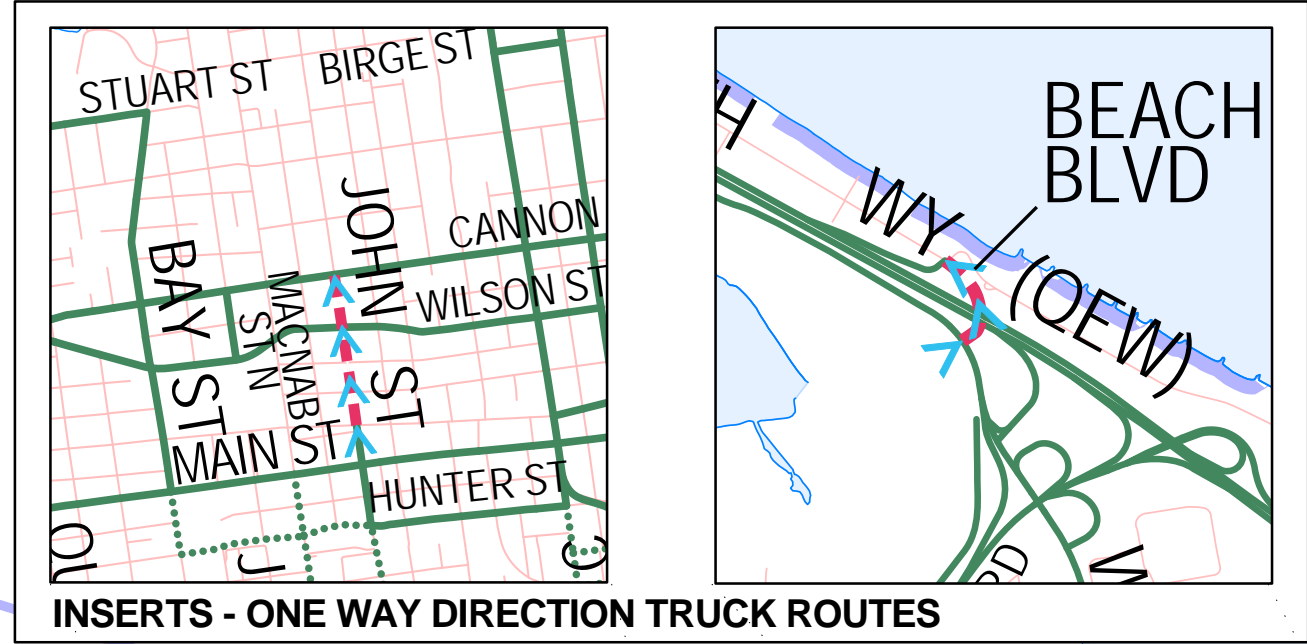 STUART ST
BIRGE ST
JOHN ST
CANNON
BAY ST
MACNAB
ST N
WILSON ST
MAIN ST
HUNTER ST
J
BEACH
BLVD
H
WY
(QEW)
W
INSERTS - ONE WAY DIRECTION TRUCK ROUTES